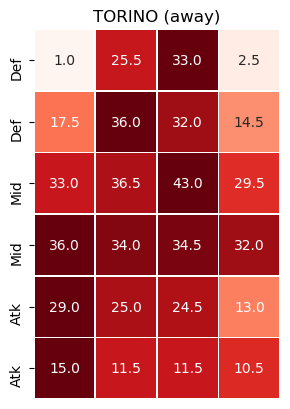 TORINO (away)
Def 1.0 25.5 33.0 2.5
Def 17.5 36.0 32.0 14.5
Mid 33.0 36.5 43.0 29.5
Mid 36.0 34.0 34.5 32.0
Atk 29.0 25.0 24.5 13.0
Atk 15.0 11.5 11.5 10.5